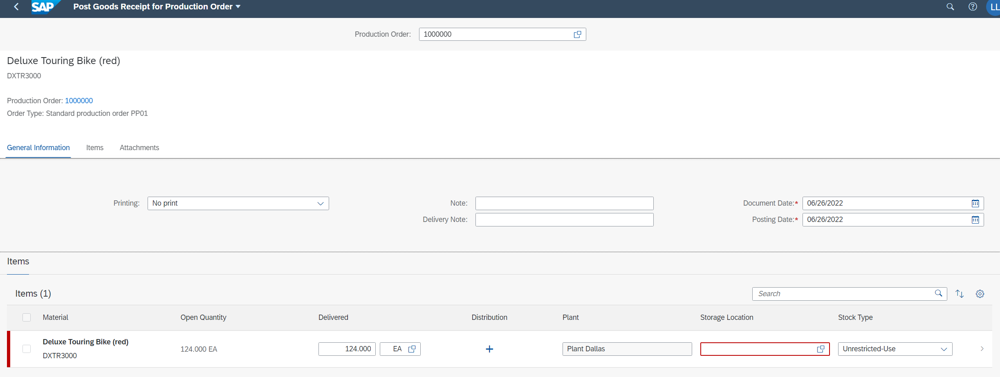 SAP Post Goods Receipt for Production Order LL
Production Order: 1000000
Deluxe Touring Bike (red)
DXTR3000
Production Order: 1000000
Order Type: Standard production order PP01
General Information Items Attachments
Printing: No print Note: Document Date:* 06/26/2022
Delivery Note: Posting Date:* 06/26/2022
Items
Items (1) Search
Material Open Quantity Delivered Distribution Plant Storage Location Stock Type
Deluxe Touring Bike (red)
124.000 EA 124.000 EA + Plant Dallas Unrestricted-Use
DXTR3000